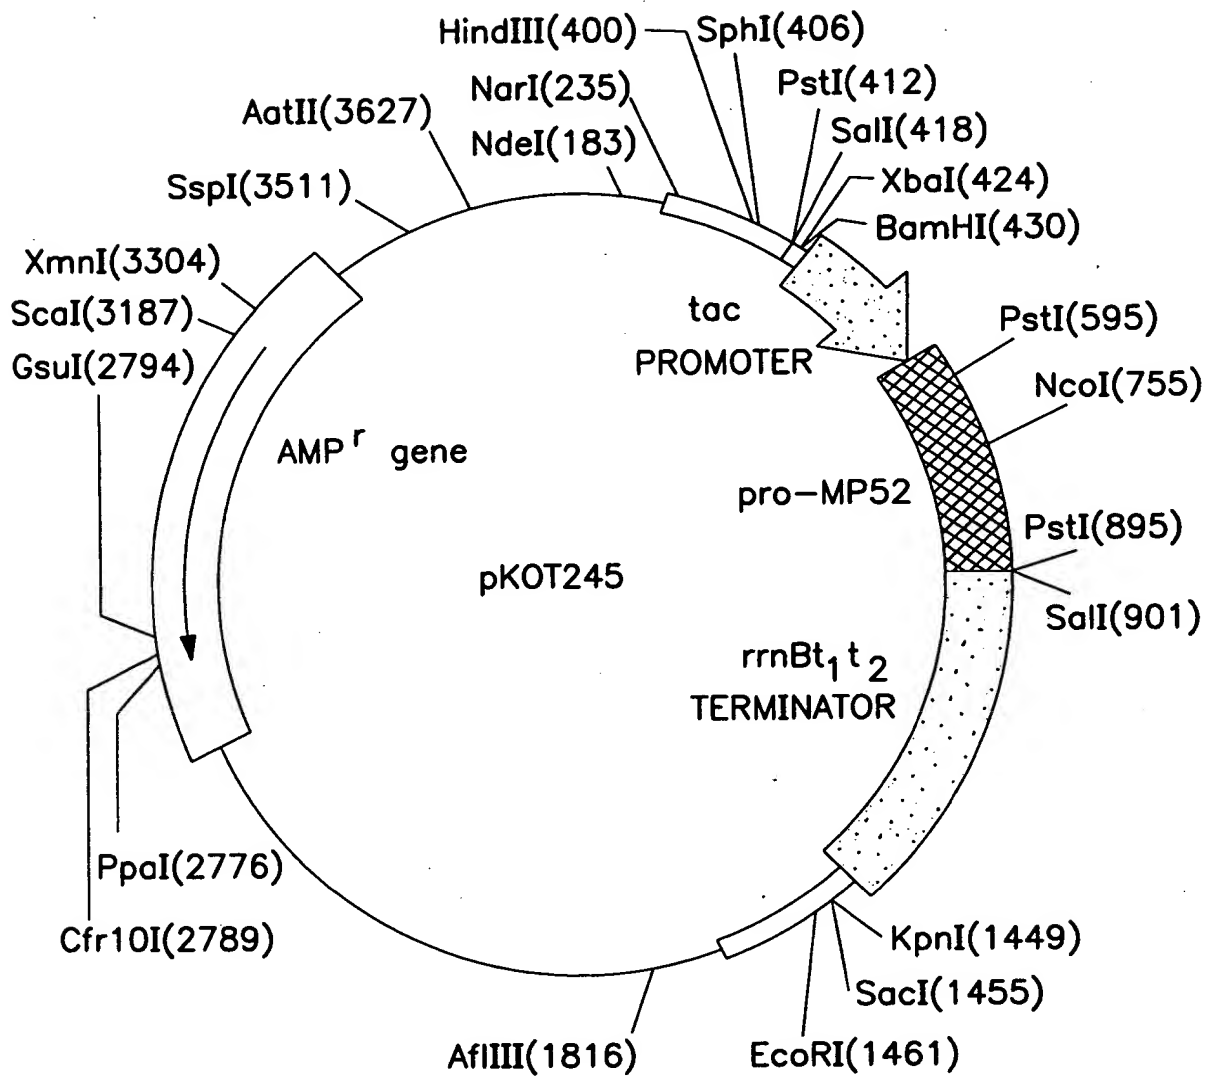 HindIII(400)
SphI(406)
NarI(235)
PstI(412)
AatII(3627)
NdeI(183)
SalI(418)
SspI(3511)
XbaI(424)
BamHI(430)
XmnI(3304)
ScaI(3187)
GsuI(2794)
tac
PROMOTER
PstI(595)
NcoI(755)
AMP r gene
pro-MP52
PstI(895)
pKOT245
SalI(901)
rrnBt1t2
TERMINATOR
PpaI(2776)
Cfr10I(2789)
KpnI(1449)
SacI(1455)
AflIII(1816)
EcoRI(1461)